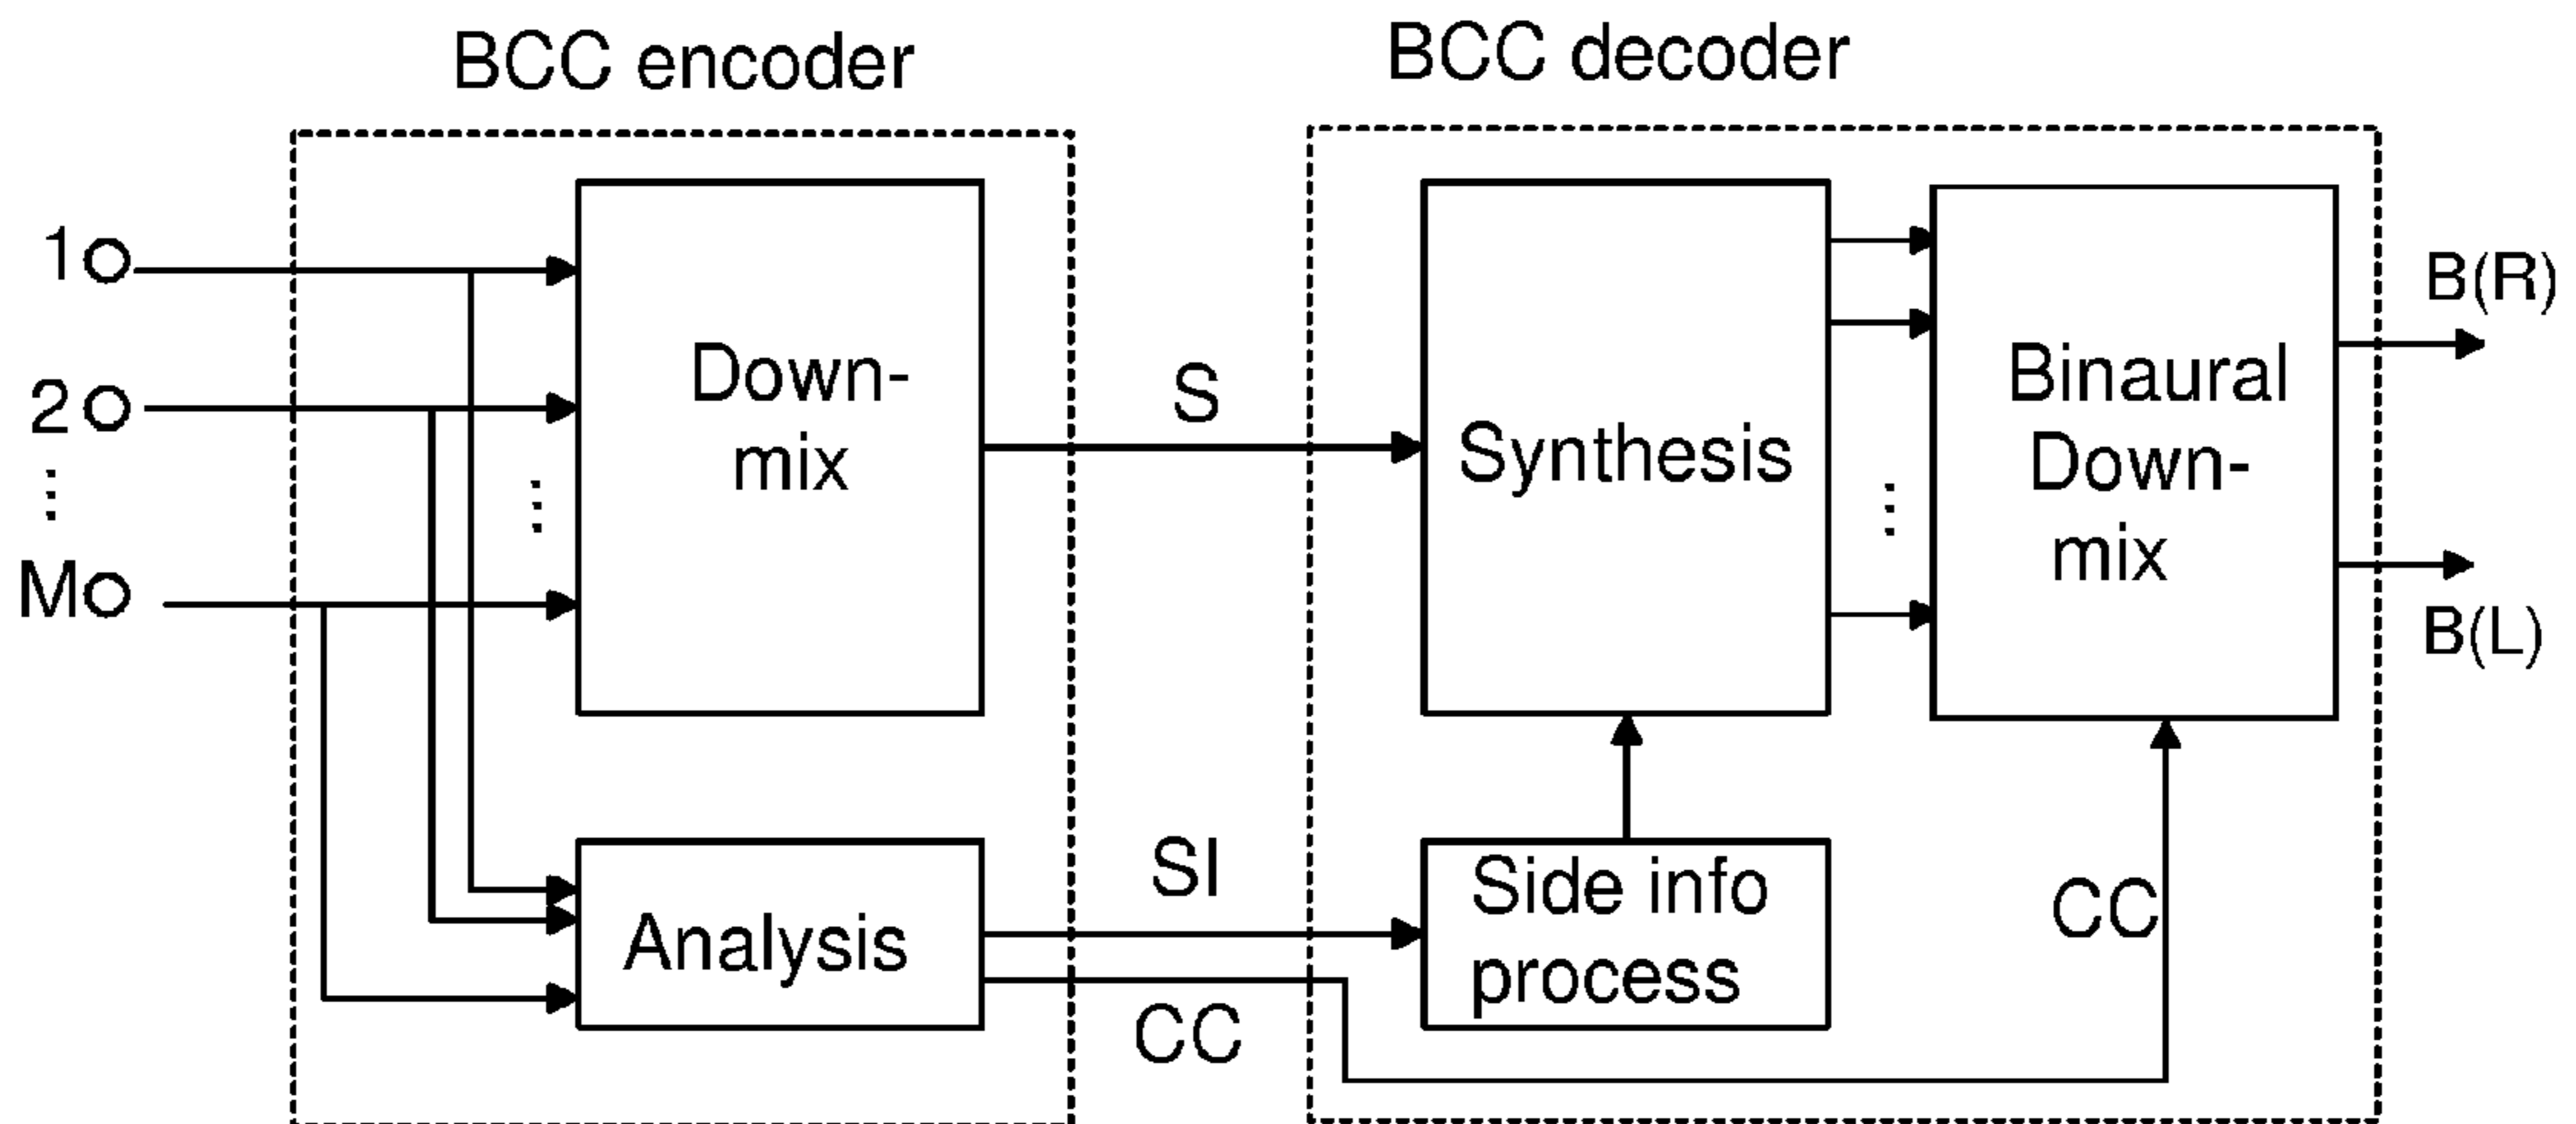 BCC encoder
BCC decoder
1
2
⋮
M
Down-
mix
⋮
Analysis
S
SI
CC
Synthesis
⋮
Side info
process
Binaural
Down-
mix
CC
B(R)
B(L)